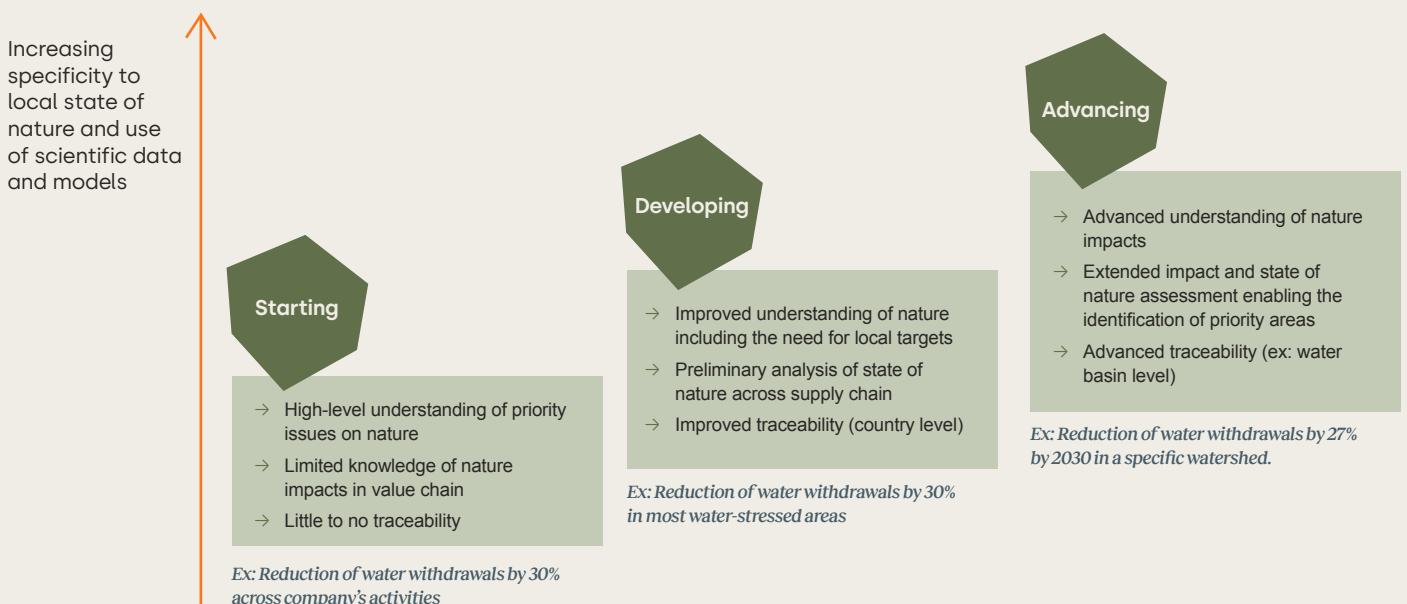 Increasing
specificity to
local state of
nature and use
of scientific data
and models
Starting
→ High-level understanding of priority
issues on nature
→ Limited knowledge of nature
impacts in value chain
→ Little to no traceability
Ex: Reduction of water withdrawals by 30%
across company's activities
Developing
→ Improved understanding of nature
including the need for local targets
→ Preliminary analysis of state of
nature across supply chain
→ Improved traceability (country level)
Ex: Reduction of water withdrawals by 30%
in most water-stressed areas
Advancing
→ Advanced understanding of nature
impacts
→ Extended impact and state of
nature assessment enabling the
identification of priority areas
→ Advanced traceability (ex: water
basin level)
Ex: Reduction of water withdrawals by 27%
by 2030 in a specific watershed.